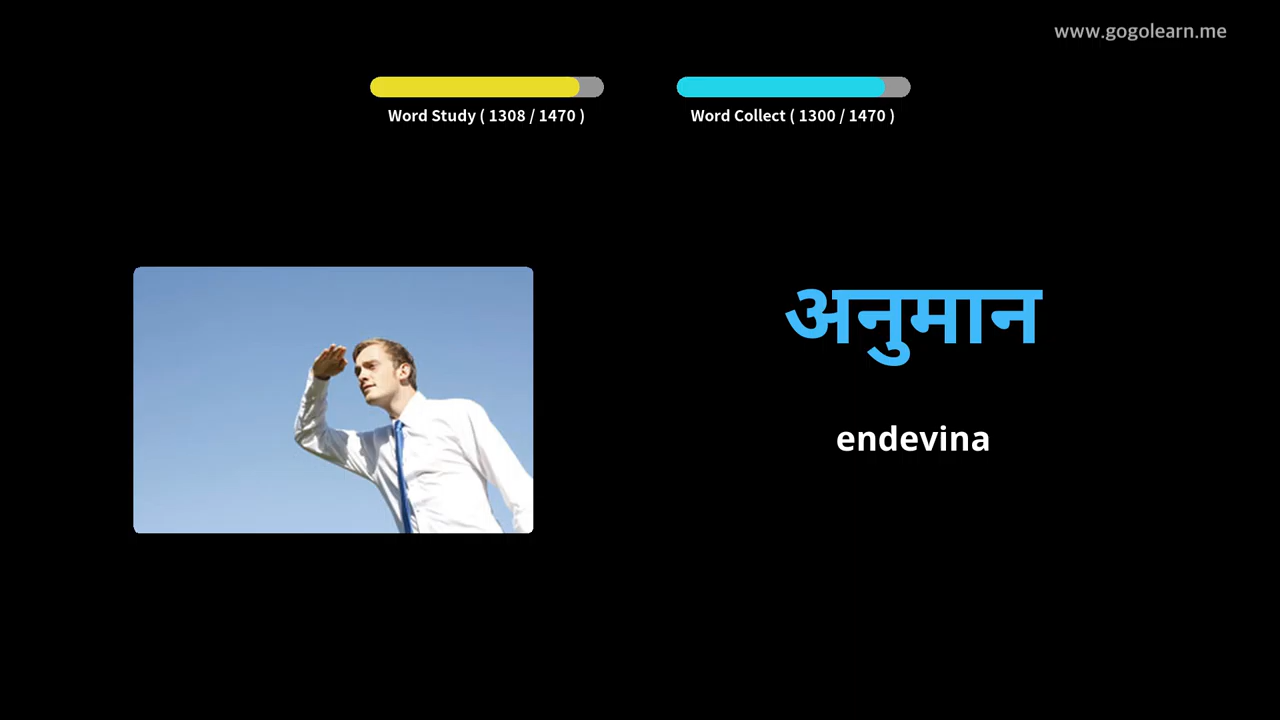 www.gogolearn.me
Word Study ( 1308 / 1470 )
Word Collect ( 1300 / 1470 )
अनुमान
endevina